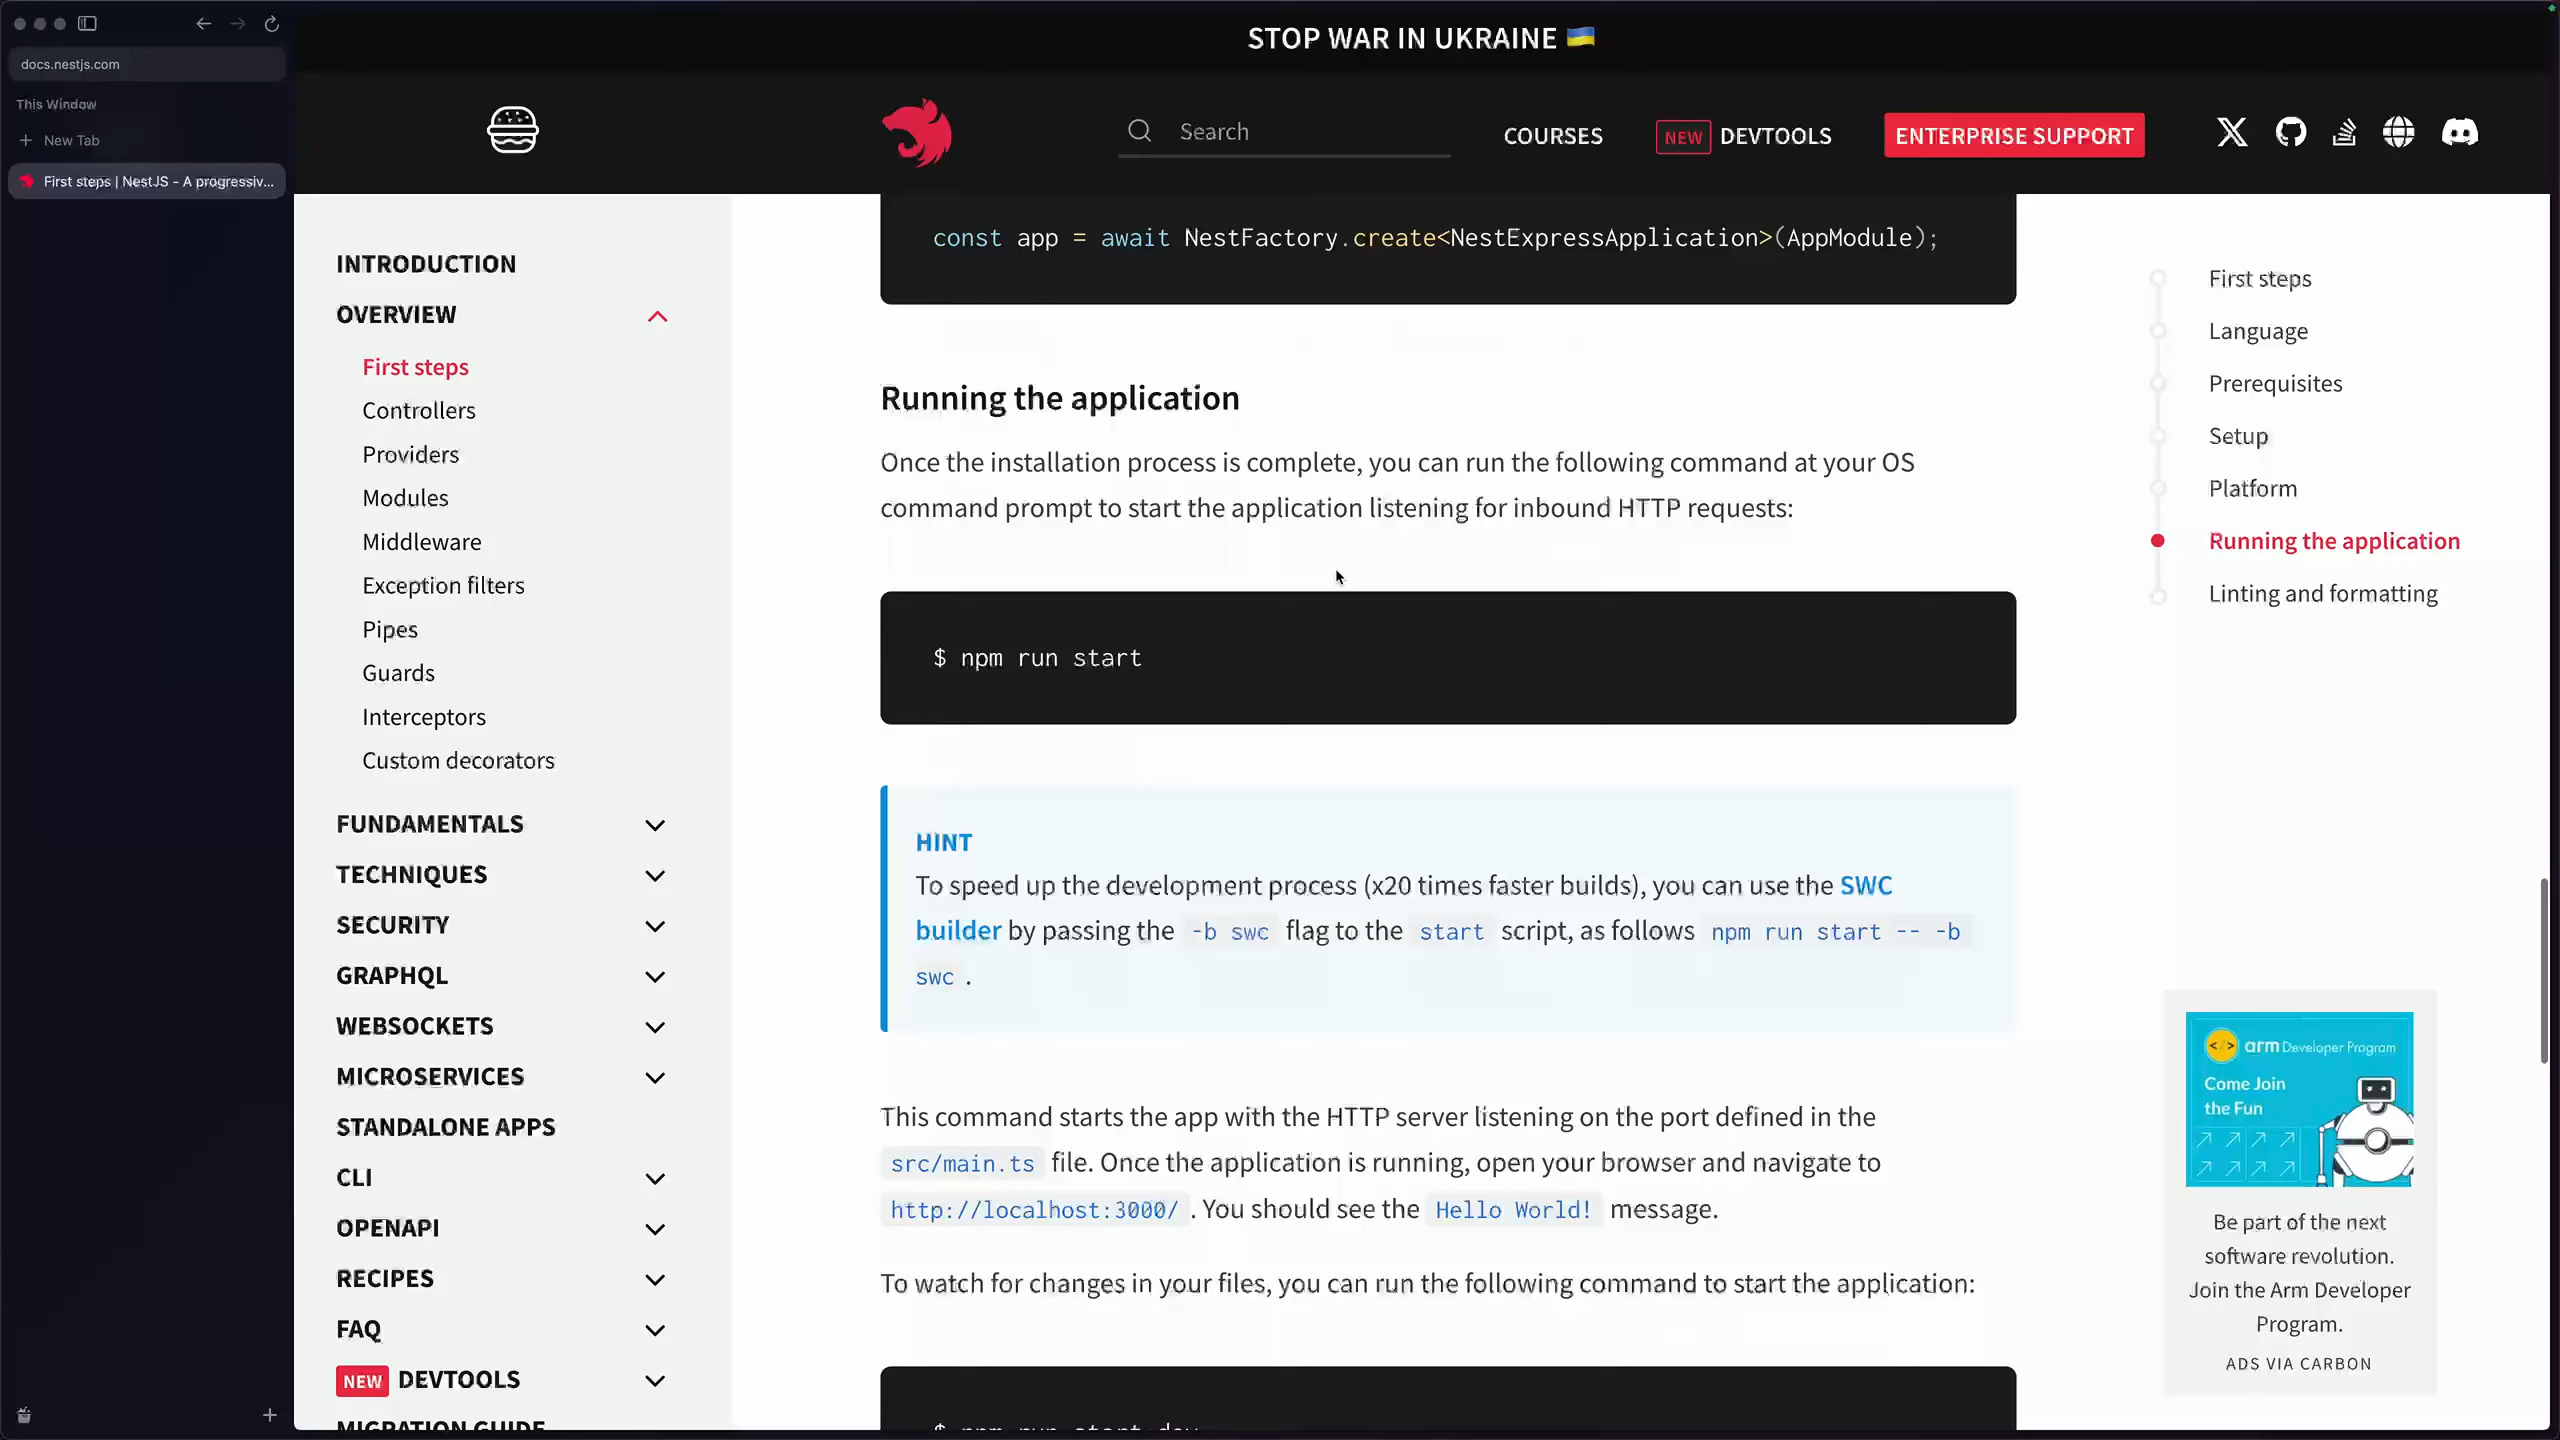 STOP WAR IN UKRAINE 🇺🇦
docs.nestjs.com
This Window
New Tab
First steps | NestJS - A progressiv...
Search
COURSES
NEW DEVTOOLS
ENTERPRISE SUPPORT
INTRODUCTION
OVERVIEW
First steps
Controllers
Providers
Modules
Middleware
Exception filters
Pipes
Guards
Interceptors
Custom decorators
FUNDAMENTALS
TECHNIQUES
SECURITY
GRAPHQL
WEBSOCKETS
MICROSERVICES
STANDALONE APPS
CLI
OPENAPI
RECIPES
FAQ
NEW DEVTOOLS
MIGRATION GUIDE
const app = await NestFactory.create<NestExpressApplication>(AppModule);
Running the application
Once the installation process is complete, you can run the following command at your OS
command prompt to start the application listening for inbound HTTP requests:
$ npm run start
HINT
To speed up the development process (x20 times faster builds), you can use the SWC
builder by passing the -b swc flag to the start script, as follows npm run start -- -b
swc .
This command starts the app with the HTTP server listening on the port defined in the
src/main.ts file. Once the application is running, open your browser and navigate to
http://localhost:3000/ . You should see the Hello World! message.
To watch for changes in your files, you can run the following command to start the application:
$ npm run start:dev
First steps
Language
Prerequisites
Setup
Platform
Running the application
Linting and formatting
</> arm Developer Program
Come Join
the Fun
Be part of the next
software revolution.
Join the Arm Developer
Program.
ADS VIA CARBON